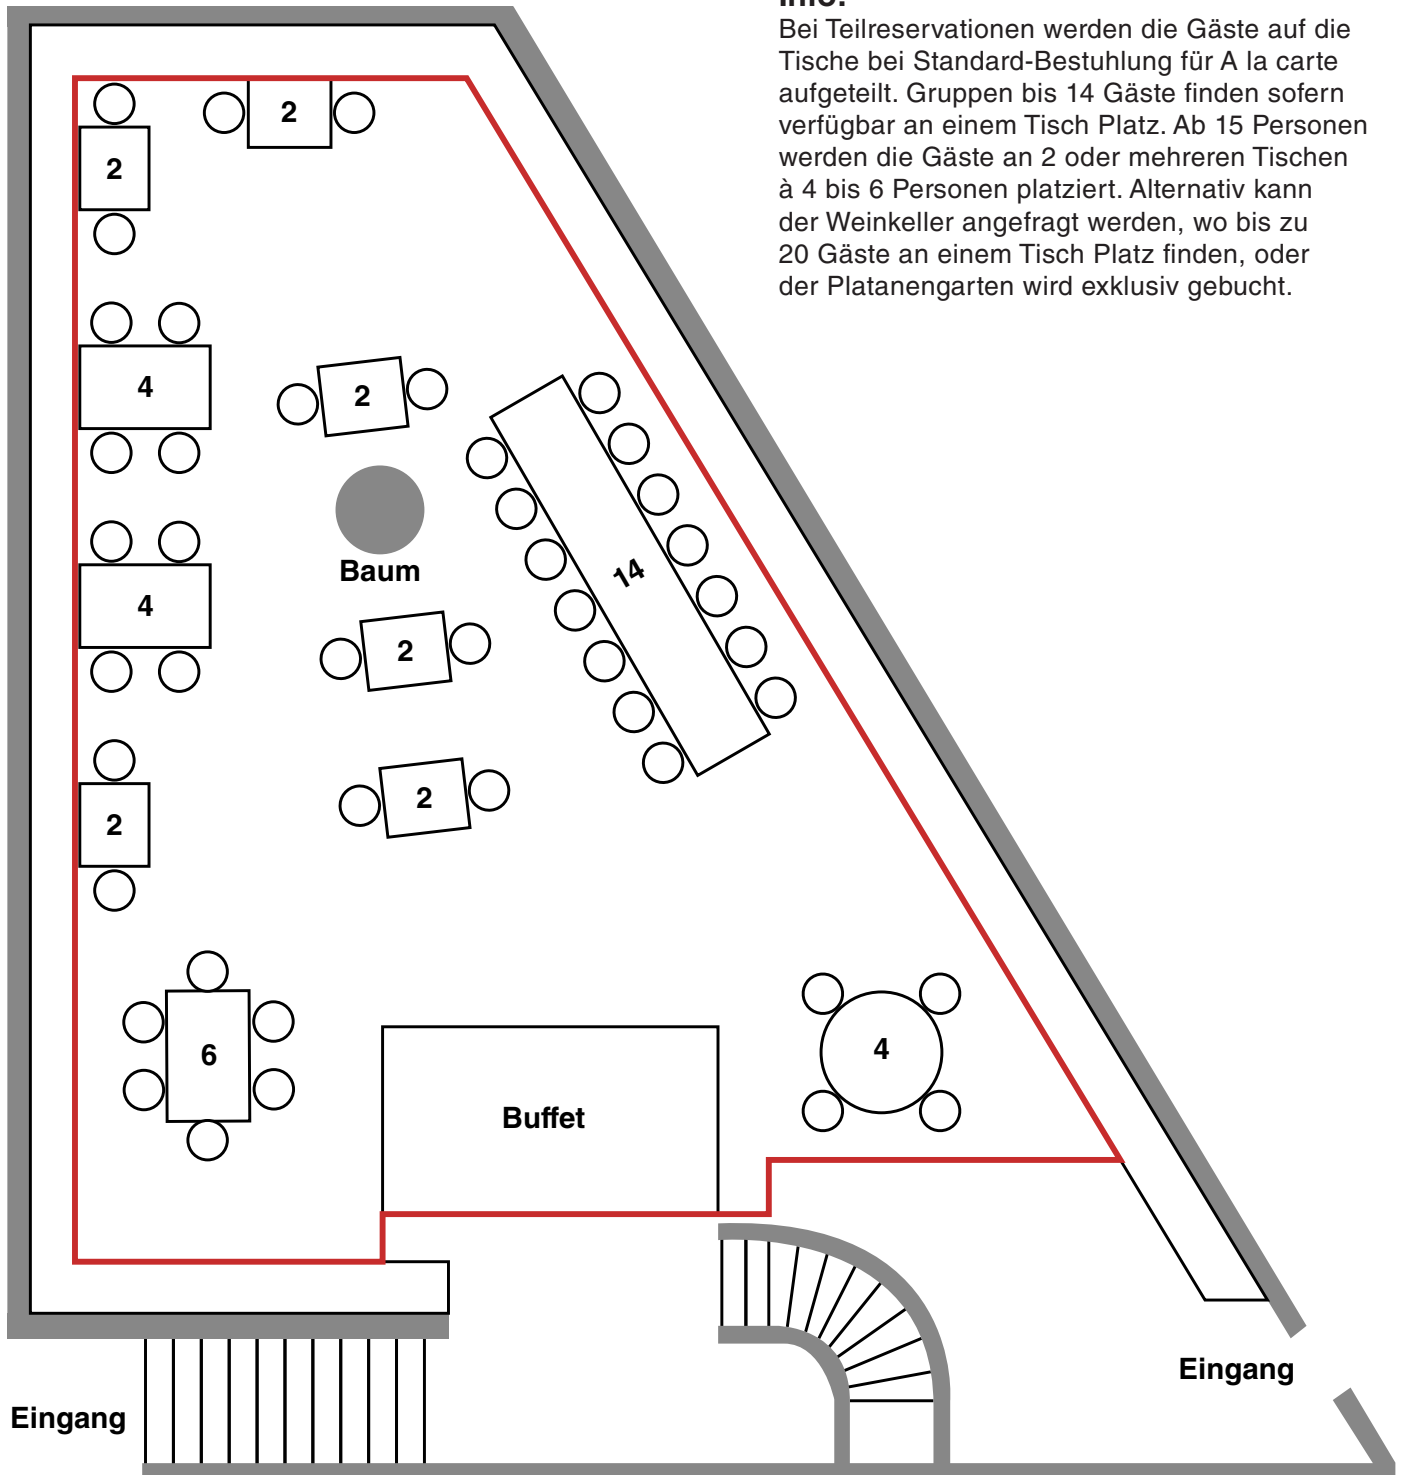 Info:
Bei Teilreservationen werden die Gäste auf die
Tische bei Standard-Bestuhlung für A la carte
aufgeteilt. Gruppen bis 14 Gäste finden sofern
verfügbar an einem Tisch Platz. Ab 15 Personen
werden die Gäste an 2 oder mehreren Tischen
à 4 bis 6 Personen platziert. Alternativ kann
der Weinkeller angefragt werden, wo bis zu
20 Gäste an einem Tisch Platz finden, oder
der Platanengarten wird exklusiv gebucht.
2
2
4
2
14
Baum
4
2
2
2
6
4
Buffet
Eingang
Eingang